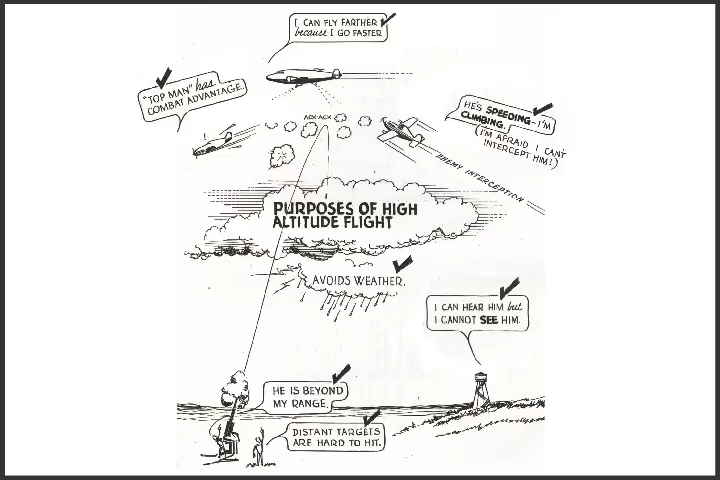 I CAN FLY FARTHER
because I GO FASTER
"TOP MAN" has
COMBAT ADVANTAGE.
HE'S SPEEDING-I'M
CLIMBING.
(I'M AFRAID I CAN'T
INTERCEPT HIM!)
ACK-ACK
ENEMY INTERCEPTION
PURPOSES OF HIGH
ALTITUDE FLIGHT
AVOIDS WEATHER.
I CAN HEAR HIM but
I CANNOT SEE HIM.
HE IS BEYOND
MY RANGE.
DISTANT TARGETS
ARE HARD TO HIT.